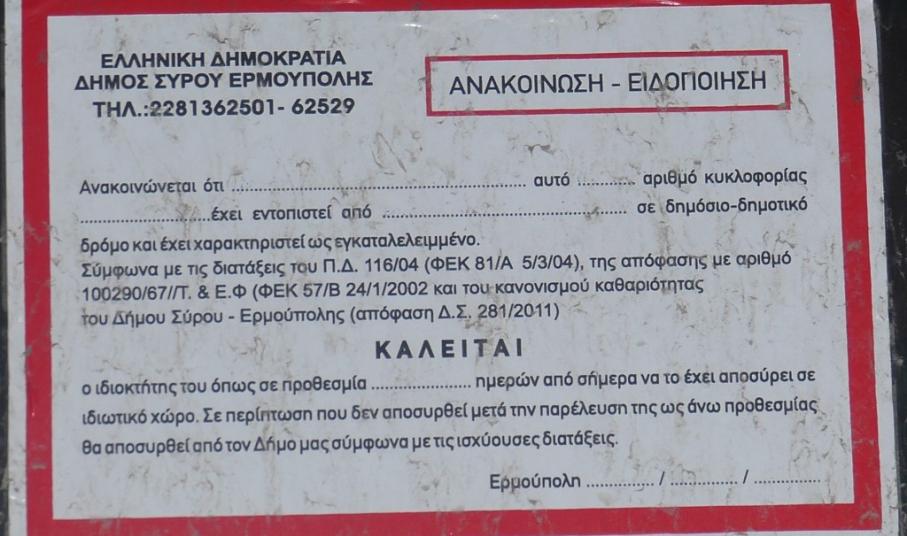 ΕΛΛΗΝΙΚΗ ΔΗΜΟΚΡΑΤΙΑ
ΔΗΜΟΣ ΣΥΡΟΥ ΕΡΜΟΥΠΟΛΗΣ
ΤΗΛ.:2281362501- 62529
ΑΝΑΚΟΙΝΩΣΗ - ΕΙΔΟΠΟΙΗΣΗ
Ανακοινώνεται ότι ........................................................ αυτό ........... αριθμό κυκλοφορίας
.........................έχει εντοπιστεί από ............................................... σε δημόσιο-δημοτικό
δρόμο και έχει χαρακτηριστεί ως εγκαταλελειμμένο.
Σύμφωνα με τις διατάξεις του Π.Δ. 116/04 (ΦΕΚ 81/Α 5/3/04), της απόφασης με αριθμό
100290/67//Τ. & Ε.Φ (ΦΕΚ 57/Β 24/1/2002 και του κανονισμού καθαριότητας
του Δήμου Σύρου - Ερμούπολης (απόφαση Δ.Σ. 281/2011)
ΚΑΛΕΙΤΑΙ
ο ιδιοκτήτης του όπως σε προθεσμία ................... ημερών από σήμερα να το έχει αποσύρει σε
ιδιωτικό χώρο. Σε περίπτωση που δεν αποσυρθεί μετά την παρέλευση της ως άνω προθεσμίας
θα αποσυρθεί από τον Δήμο μας σύμφωνα με τις ισχύουσες διατάξεις.
Ερμούπολη ............. / ............. / .............